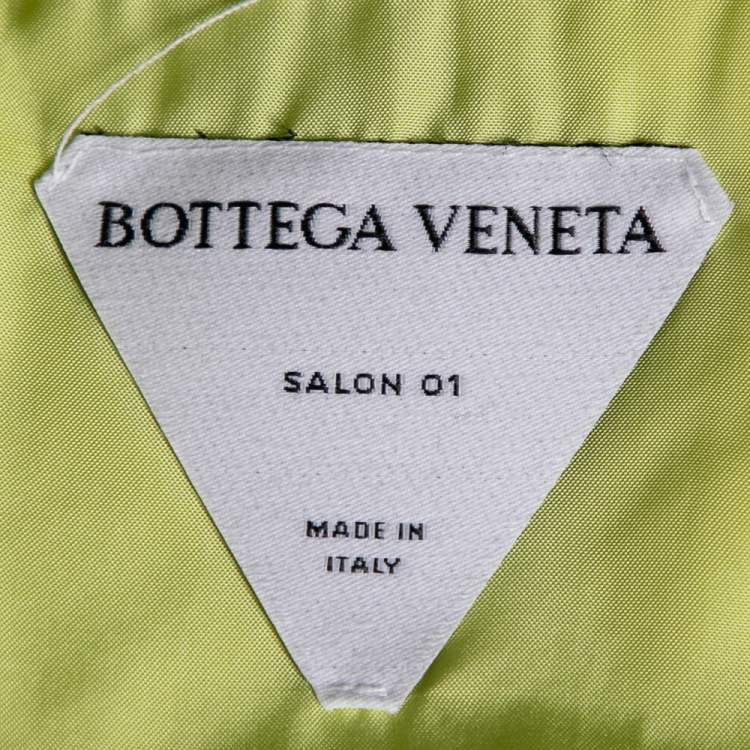 BOTTEGA VENETA
SALON 01
MADE IN
ITALY